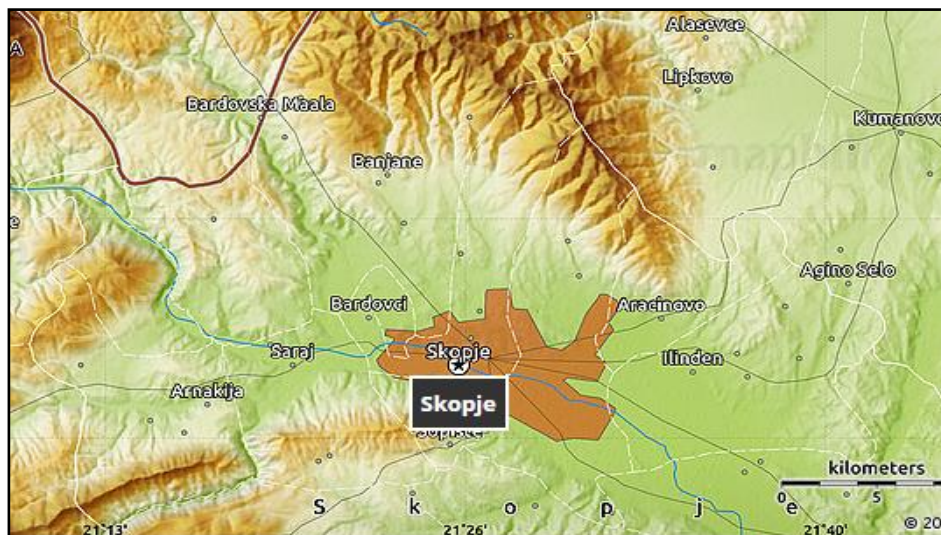 Alasevce
A
Lipkovo
Bardovska Maala
Kumanovo
Banjane
e
Agino Selo
Bardovci
Aracinovo
Saraj
Skopje
Ilinden
Arnakija
Skopje
kilometers
0 5
S k o p j e
21°13'
21°26'
21°40'
© 20